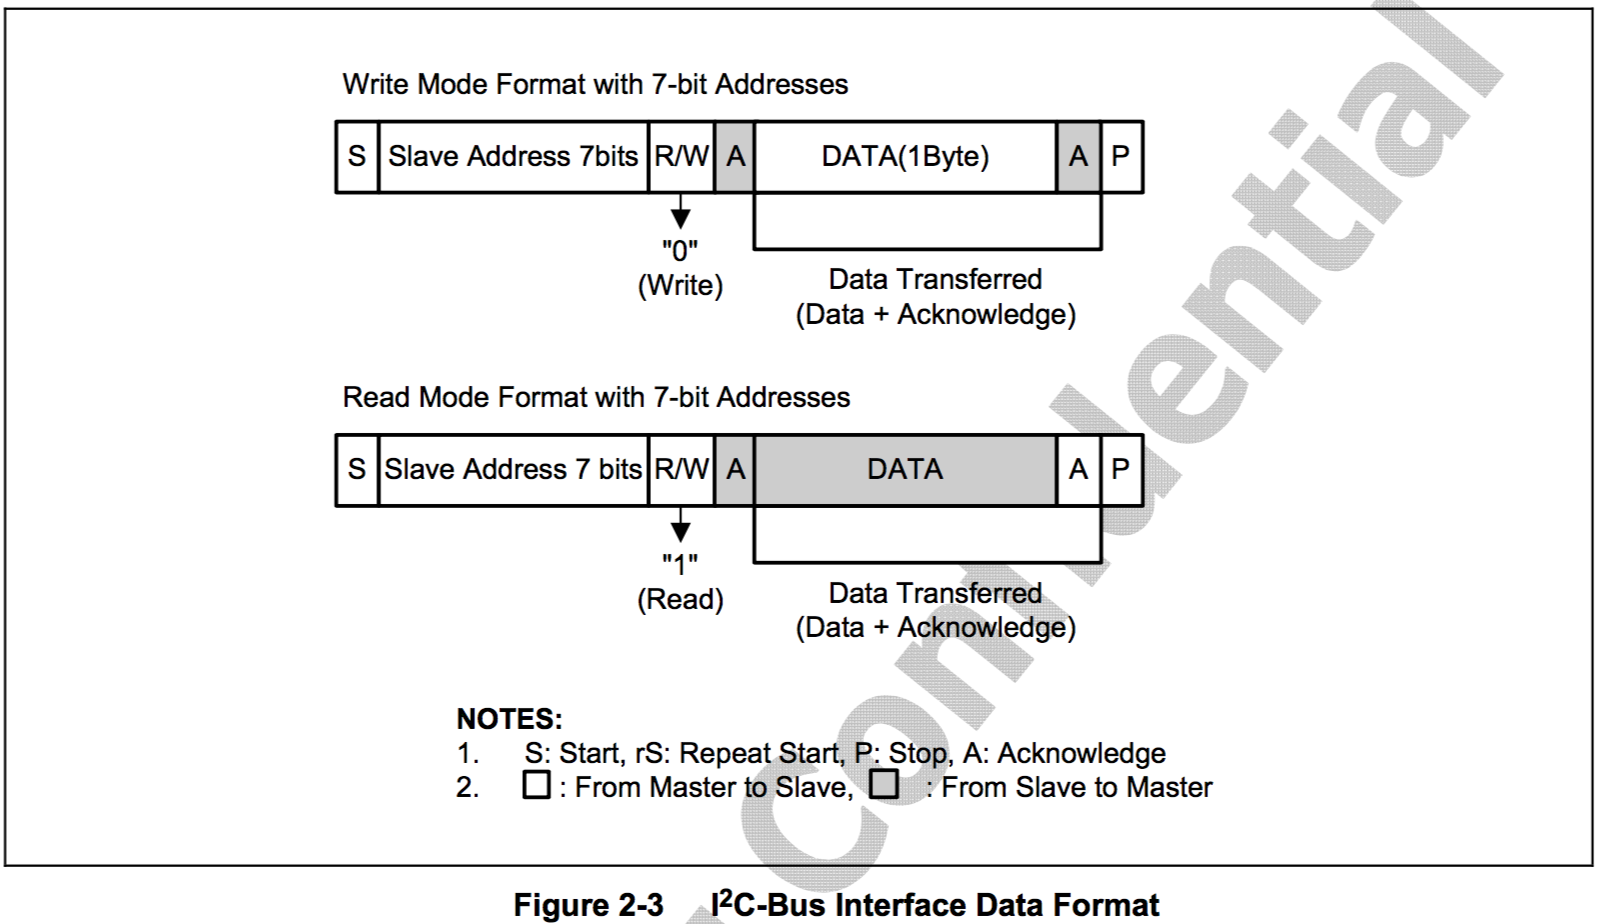 Write Mode Format with 7-bit Addresses
S Slave Address 7bits R/W A DATA(1Byte) A P
"0"
(Write)
Data Transferred
(Data + Acknowledge)
Read Mode Format with 7-bit Addresses
S Slave Address 7 bits R/W A DATA A P
"1"
(Read)
Data Transferred
(Data + Acknowledge)
NOTES:
1. S: Start, rS: Repeat Start, P: Stop, A: Acknowledge
2. : From Master to Slave, : From Slave to Master
Figure 2-3 I²C-Bus Interface Data Format
Confidential